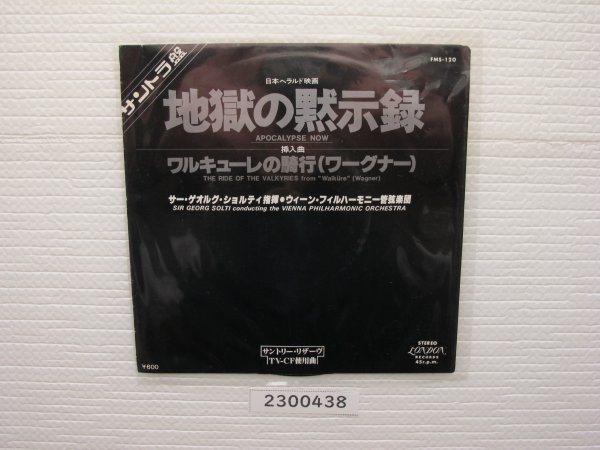 サントラ盤
FMS-120
日本ヘラルド映画
地獄の黙示録
APOCALYPSE NOW
挿入曲
ワルキューレの騎行(ワーグナー)
THE RIDE OF THE VALKYRIES from "Walküre" (Wagner)
サー・ゲオルグ・ショルティ指揮●ウィーン・フィルハーモニー管弦楽団
SIR GEORG SOLTI conducting the VIENNA PHILHARMONIC ORCHESTRA
サントリー・リザーヴ
TV-CF使用曲
¥600
STEREO
LONDON
RECORDS
45r.p.m.
2300438